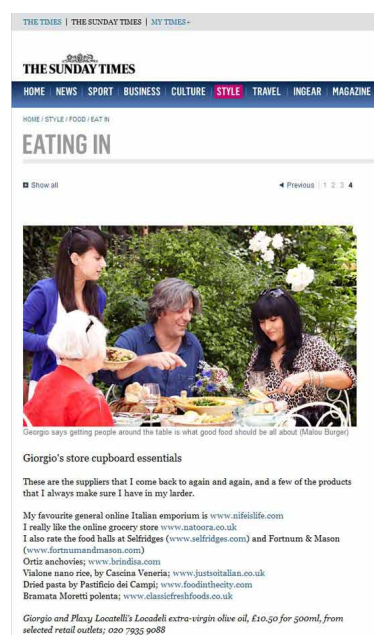 THE TIMES | THE SUNDAY TIMES | MY TIMES+
THE SUNDAY TIMES
HOME | NEWS | SPORT | BUSINESS | CULTURE | STYLE | TRAVEL | INGEAR | MAGAZINE
HOME / STYLE / FOOD / EAT IN
EATING IN
Show all
Previous | 1 2 3 4
Georgio says getting people around the table is what good food should be all about (Malou Burger)
Giorgio's store cupboard essentials
These are the suppliers that I come back to again and again, and a few of the products
that I always make sure I have in my larder.
My favourite general online Italian emporium is www.nifeislife.com
I really like the online grocery store www.natoora.co.uk
I also rate the food halls at Selfridges (www.selfridges.com) and Fortnum & Mason
(www.fortnumandmason.com)
Ortiz anchovies; www.brindisa.com
Vialone nano rice, by Cascina Veneria; www.justsoitalian.co.uk
Dried pasta by Pastificio dei Campi; www.foodinthecity.com
Bramata Moretti polenta; www.classicfreshfoods.co.uk
Giorgio and Plaxy Locatelli's Locadeli extra-virgin olive oil, £10.50 for 500ml, from
selected retail outlets; 020 7935 9088